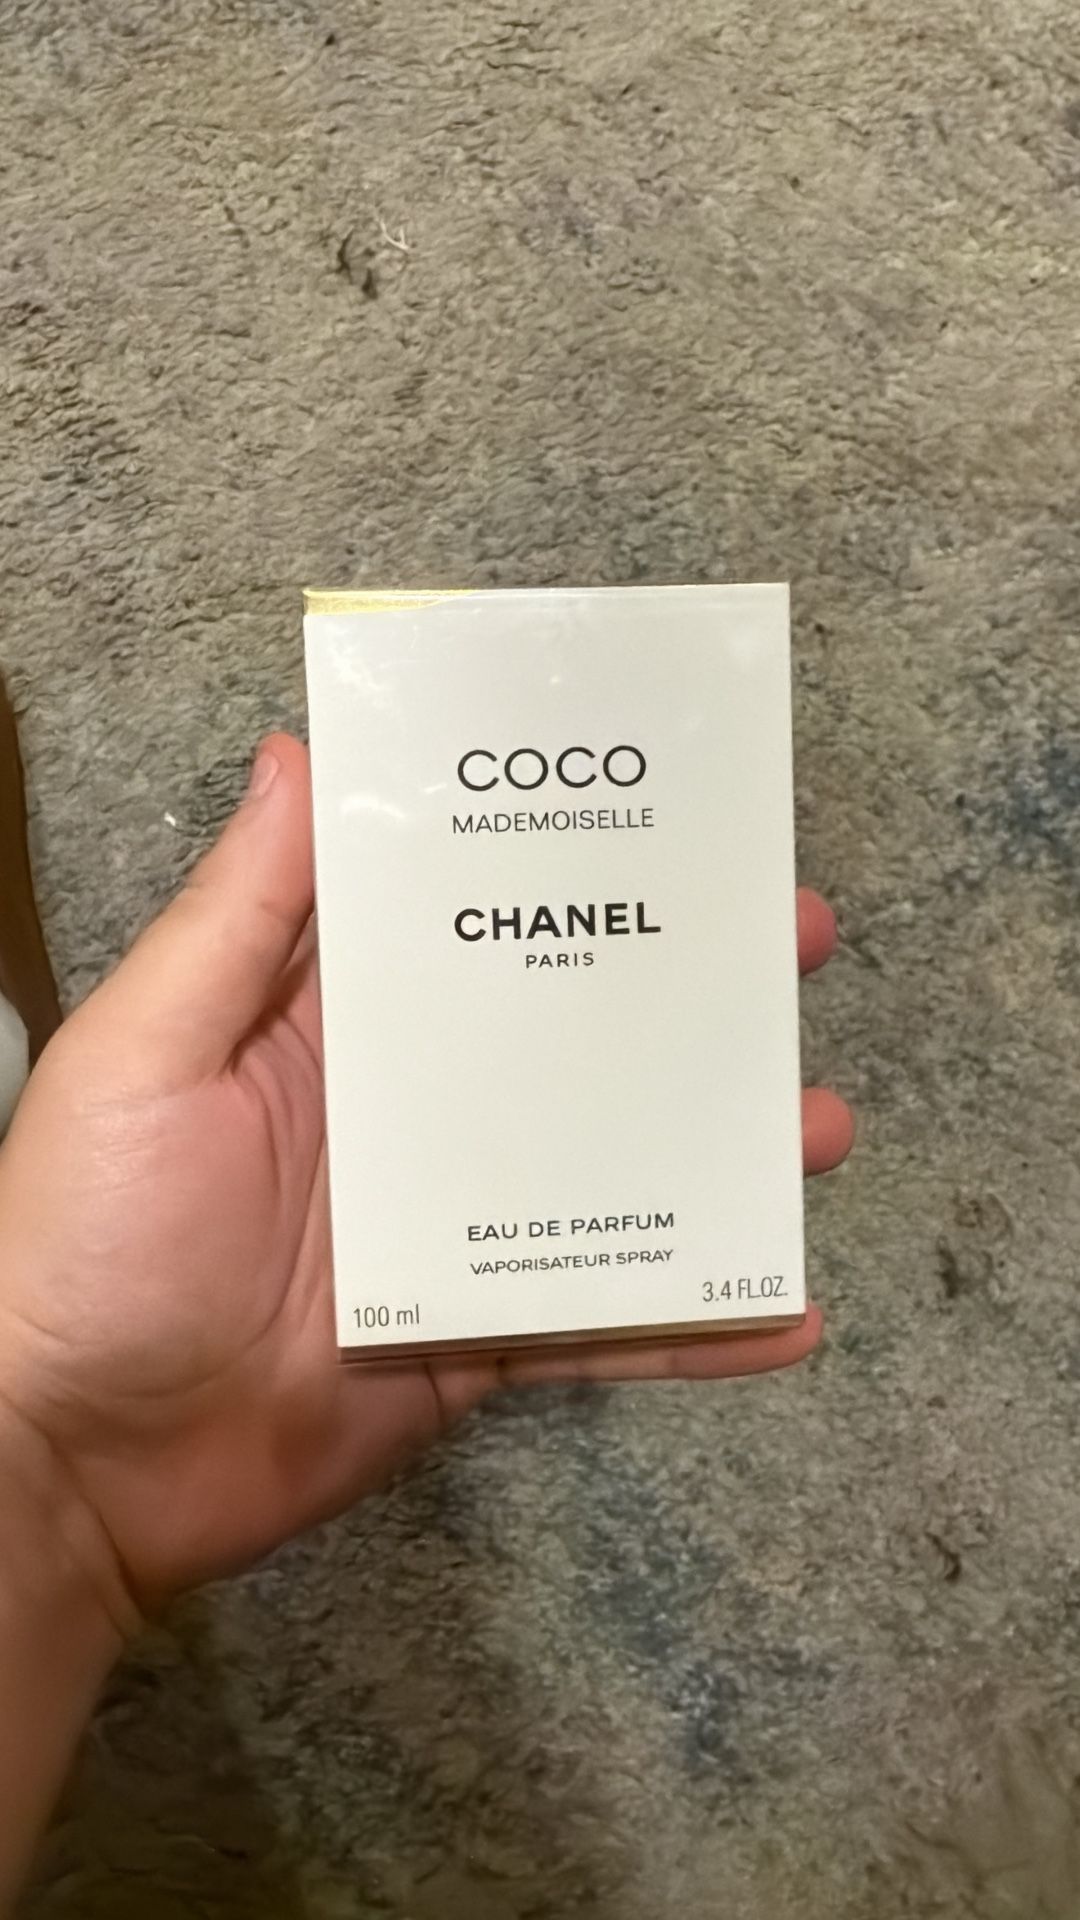 COCO
MADEMOISELLE
CHANEL
PARIS
EAU DE PARFUM
VAPORISATEUR SPRAY
100 ml
3.4 FL.OZ.